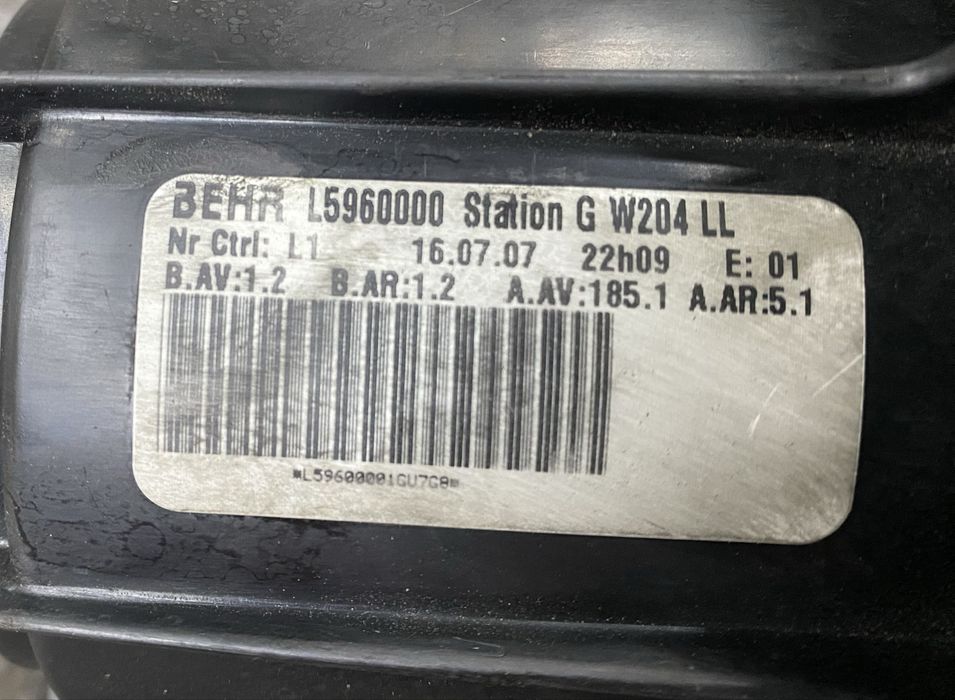 BEHR L5960000 Station G W204 LL
Nr Ctrl: L1 16.07.07 22h09 E: 01
B.AV:1.2 B.AR:1.2 A.AV:185.1 A.AR:5.1
*L59600001GU7G8*